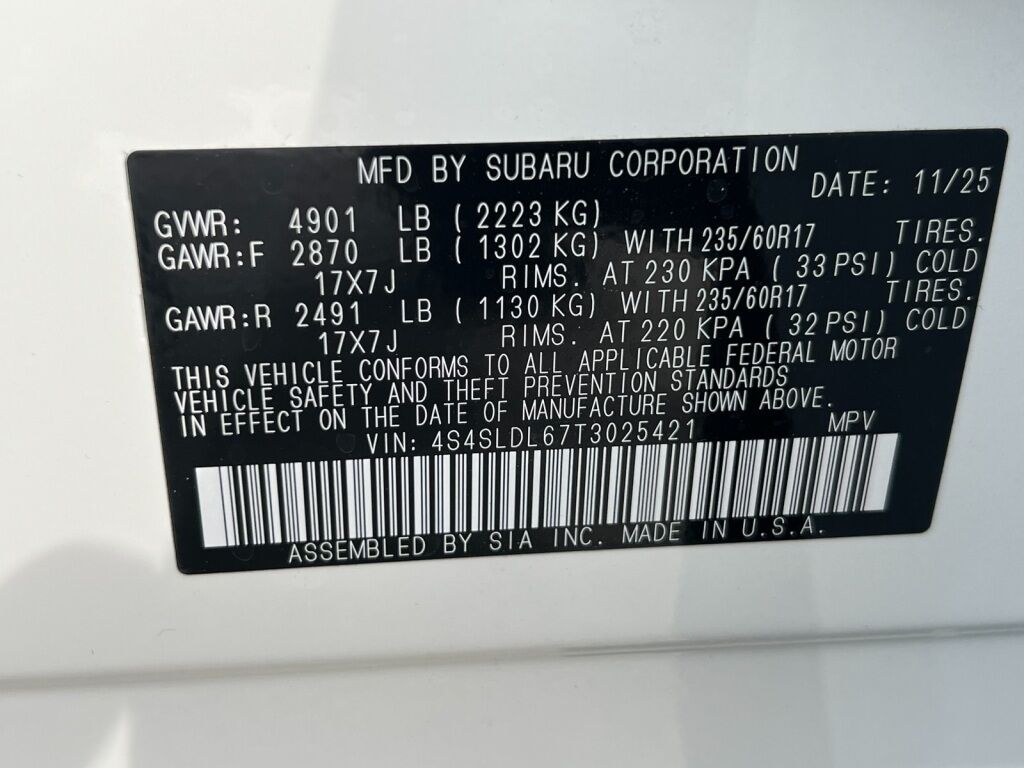 MFD BY SUBARU CORPORATION DATE: 11/25
GVWR: 4901 LB ( 2223 KG)
GAWR:F 2870 LB ( 1302 KG) WITH 235/60R17 TIRES.
17X7J RIMS. AT 230 KPA ( 33 PSI) COLD
GAWR:R 2491 LB ( 1130 KG) WITH 235/60R17 TIRES.
17X7J RIMS. AT 220 KPA ( 32 PSI) COLD
THIS VEHICLE CONFORMS TO ALL APPLICABLE FEDERAL MOTOR
VEHICLE SAFETY AND THEFT PREVENTION STANDARDS
IN EFFECT ON THE DATE OF MANUFACTURE SHOWN ABOVE.
VIN: 4S4SLDL67T3025421 MPV
ASSEMBLED BY SIA INC. MADE IN U.S.A.